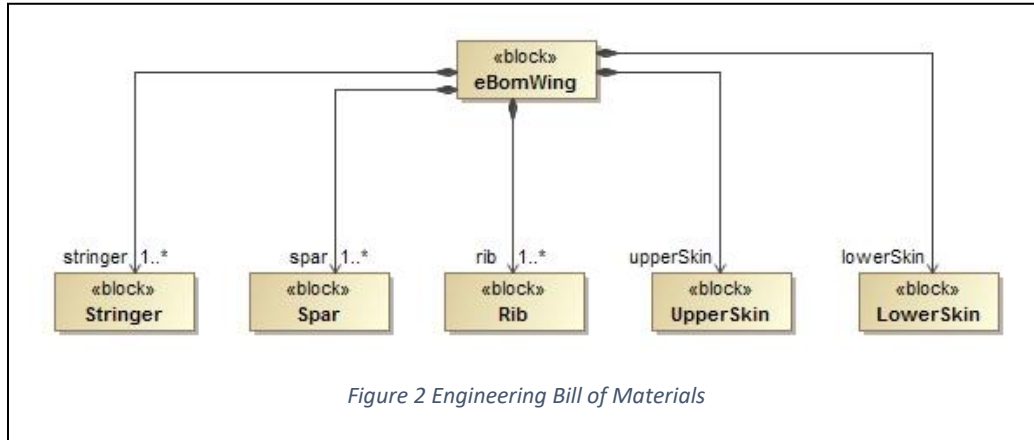 «block»
eBomWing
stringer 1..*
spar 1..*
rib 1..*
upperSkin
lowerSkin
«block»
Stringer
«block»
Spar
«block»
Rib
«block»
UpperSkin
«block»
LowerSkin
Figure 2 Engineering Bill of Materials